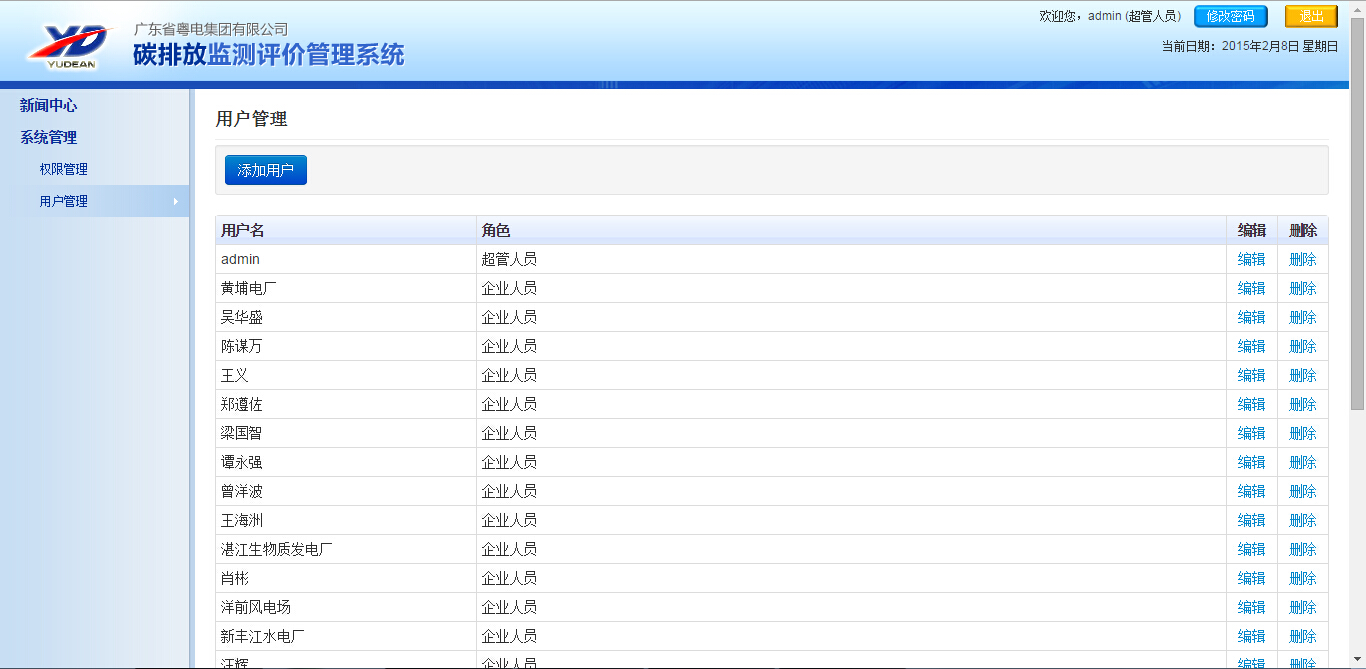 YUDEAN
广东省粤电集团有限公司
碳排放监测评价管理系统
欢迎您，admin (超管人员) 修改密码 退出
当前日期：2015年2月8日 星期日
新闻中心
系统管理
权限管理
用户管理
用户管理
添加用户
用户名 角色 编辑 删除
admin 超管人员 编辑 删除
黄埔电厂 企业人员 编辑 删除
吴华盛 企业人员 编辑 删除
陈谋万 企业人员 编辑 删除
王义 企业人员 编辑 删除
郑遵佐 企业人员 编辑 删除
梁国智 企业人员 编辑 删除
谭永强 企业人员 编辑 删除
曾洋波 企业人员 编辑 删除
王海洲 企业人员 编辑 删除
湛江生物质发电厂 企业人员 编辑 删除
肖彬 企业人员 编辑 删除
洋前风电场 企业人员 编辑 删除
新丰江水电厂 企业人员 编辑 删除
汪辉 企业人员 编辑 删除